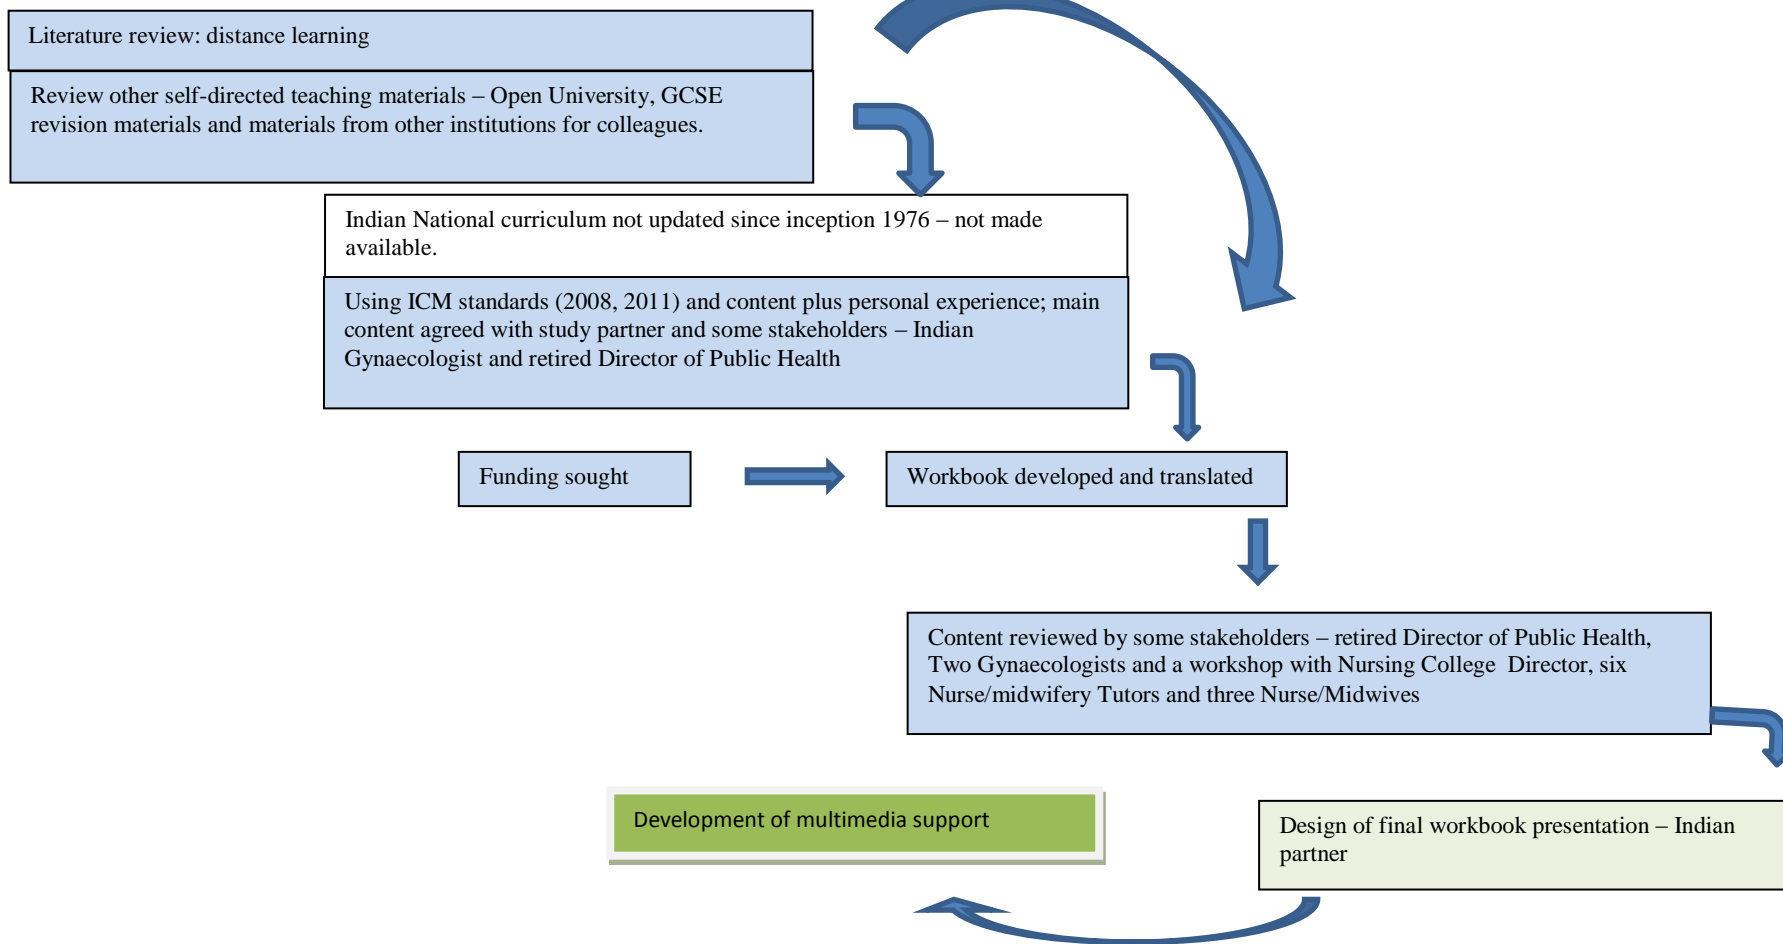 Literature review: distance learning
Review other self-directed teaching materials – Open University, GCSE
revision materials and materials from other institutions for colleagues.
Indian National curriculum not updated since inception 1976 – not made
available.
Using ICM standards (2008, 2011) and content plus personal experience; main
content agreed with study partner and some stakeholders – Indian
Gynaecologist and retired Director of Public Health
Funding sought
Workbook developed and translated
Content reviewed by some stakeholders – retired Director of Public Health,
Two Gynaecologists and a workshop with Nursing College  Director, six
Nurse/midwifery Tutors and three Nurse/Midwives
Development of multimedia support
Design of final workbook presentation – Indian
partner